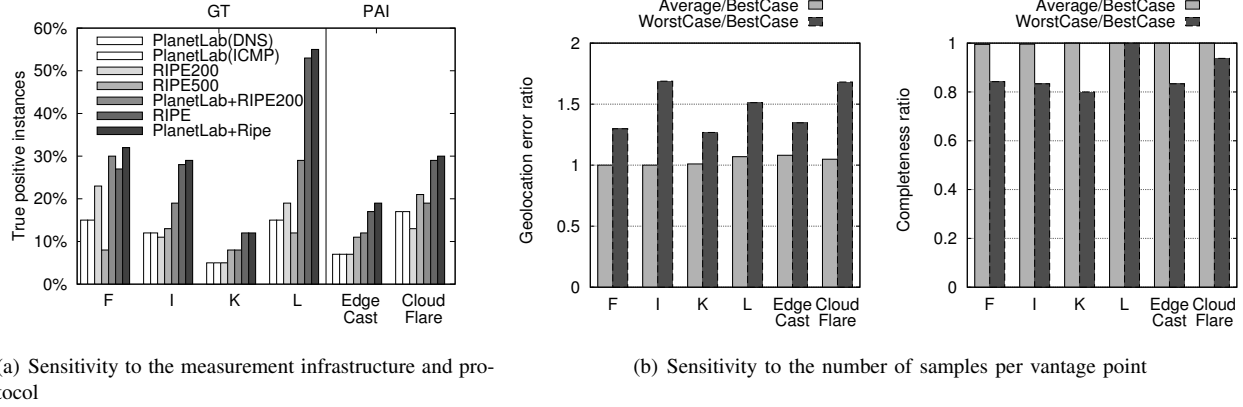 GT PAI
60%
50%
40%
30%
20%
10%
0%
True positive instances
PlanetLab(DNS)
PlanetLab(ICMP)
RIPE200
RIPE500
PlanetLab+RIPE200
RIPE
PlanetLab+Ripe
F I K L Edge Cloud
Cast Flare
Average/BestCase
WorstCase/BestCase
2
1.5
1
0.5
0
Geolocation error ratio
F I K L Edge Cloud
Cast Flare
Average/BestCase
WorstCase/BestCase
1
0.8
0.6
0.4
0.2
0
Completeness ratio
F I K L Edge Cloud
Cast Flare
(a) Sensitivity to the measurement infrastructure and pro-
tocol
(b) Sensitivity to the number of samples per vantage point